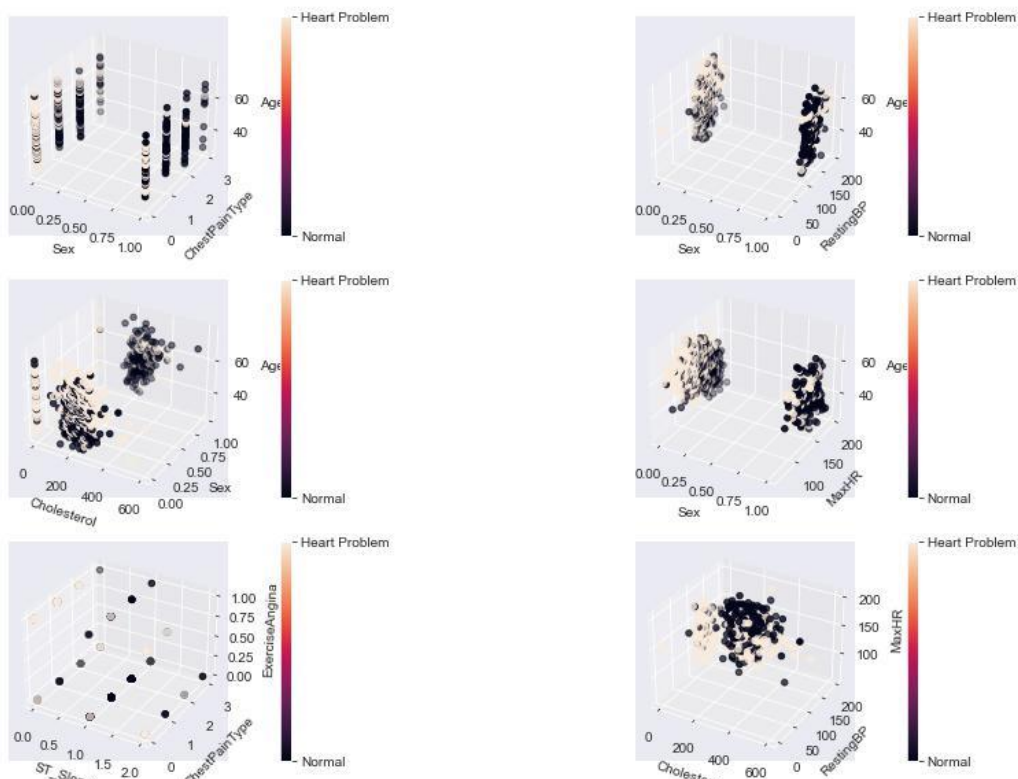 Heart Problem
Age
60
40
3
2
1
0
ChestPainType
0.00
0.25
0.50
0.75
1.00
Sex
Normal
Heart Problem
Age
60
40
200
150
100
50
0
RestingBP
0.00
0.25
0.50
0.75
1.00
Sex
Normal
Heart Problem
Age
60
40
1.00
0.75
0.50
0.25
0.00
Sex
0
200
400
600
Cholesterol
Normal
Heart Problem
Age
60
40
200
150
100
MaxHR
0.00
0.25
0.50
0.75
1.00
Sex
Normal
Heart Problem
ExerciseAngina
1.00
0.75
0.50
0.25
0.00
3
2
1
0
ChestPainType
0.0
0.5
1.0
1.5
2.0
Normal
Heart Problem
MaxHR
200
150
100
200
150
100
50
0
RestingBP
0
200
400
600
Normal